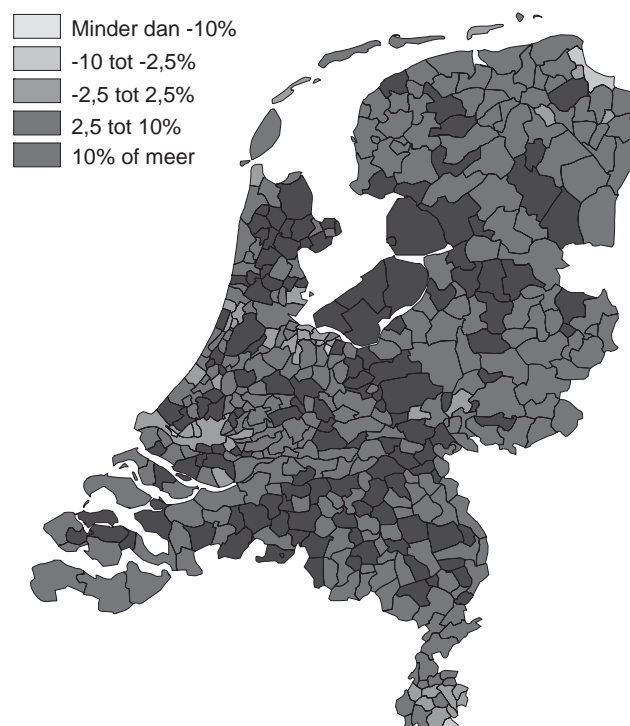 Minder dan -10%
-10 tot -2,5%
-2,5 tot 2,5%
2,5 tot 10%
10% of meer